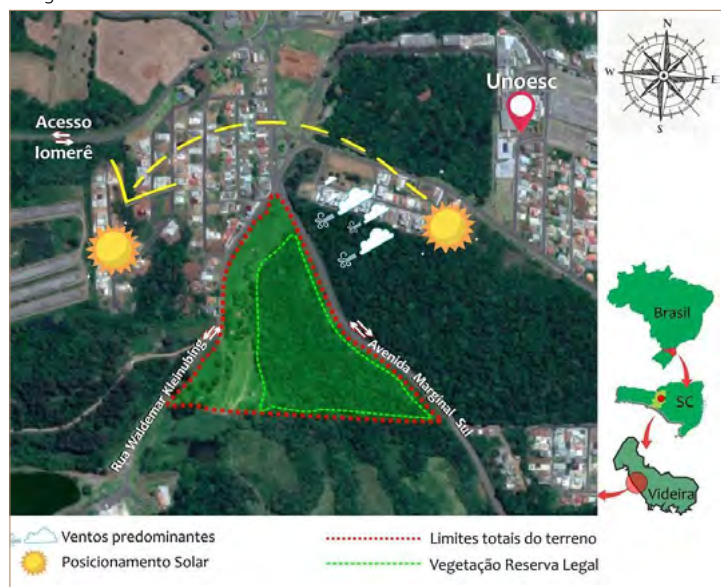 N
W E
S
Unoesc
Acesso
Iomerê
Rua Waldemar Kleinubing
Avenida Marginal Sul
Brasil
SC
Videira
Ventos predominantes
Posicionamento Solar
Limites totais do terreno
Vegetação Reserva Legal